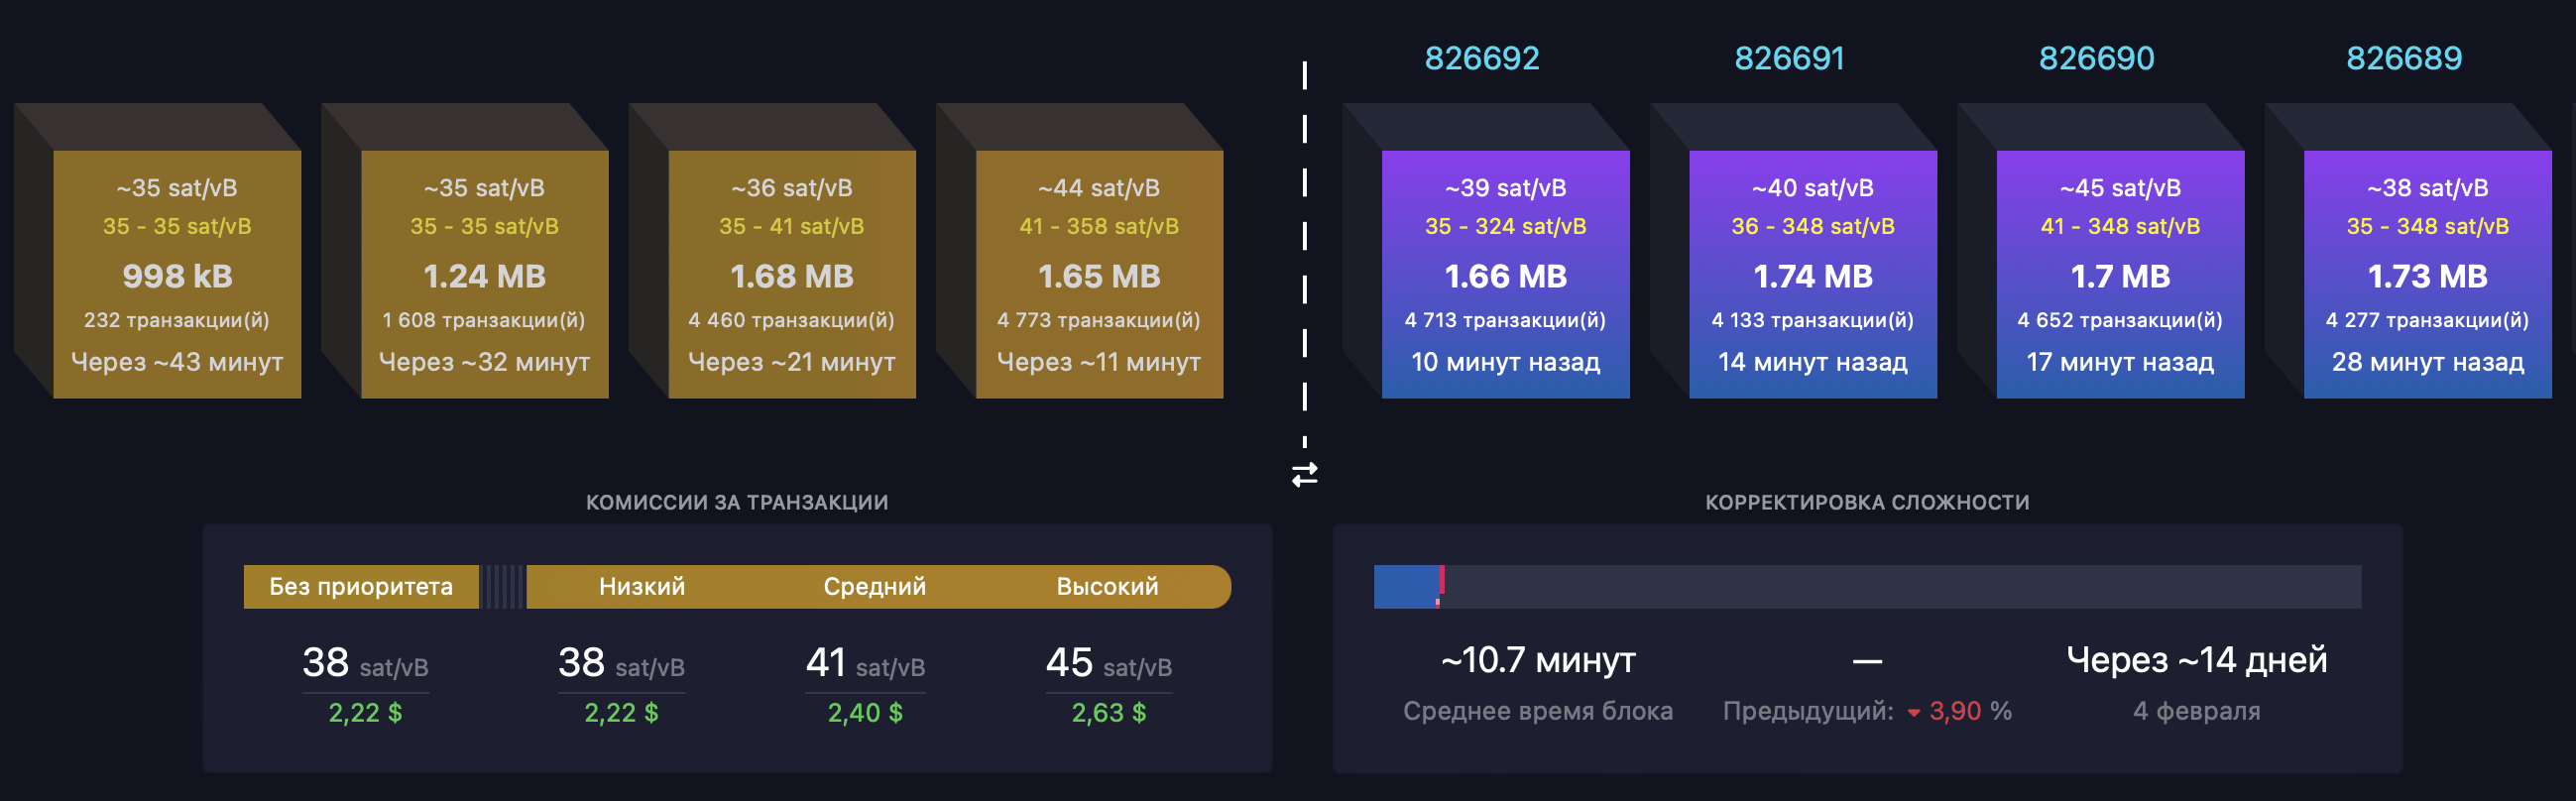 826692
826691
826690
826689
~35 sat/vB
35 - 35 sat/vB
998 kB
232 транзакции(й)
Через ~43 минут
~35 sat/vB
35 - 35 sat/vB
1.24 MB
1 608 транзакции(й)
Через ~32 минут
~36 sat/vB
35 - 41 sat/vB
1.68 MB
4 460 транзакции(й)
Через ~21 минут
~44 sat/vB
41 - 358 sat/vB
1.65 MB
4 773 транзакции(й)
Через ~11 минут
~39 sat/vB
35 - 324 sat/vB
1.66 MB
4 713 транзакции(й)
10 минут назад
~40 sat/vB
36 - 348 sat/vB
1.74 MB
4 133 транзакции(й)
14 минут назад
~45 sat/vB
41 - 348 sat/vB
1.7 MB
4 652 транзакции(й)
17 минут назад
~38 sat/vB
35 - 348 sat/vB
1.73 MB
4 277 транзакции(й)
28 минут назад
КОМИССИИ ЗА ТРАНЗАКЦИИ
Без приоритета
Низкий
Средний
Высокий
38 sat/vB
38 sat/vB
41 sat/vB
45 sat/vB
2,22 $
2,22 $
2,40 $
2,63 $
КОРРЕКТИРОВКА СЛОЖНОСТИ
~10.7 минут
—
Через ~14 дней
Среднее время блока
Предыдущий: 3,90 %
4 февраля